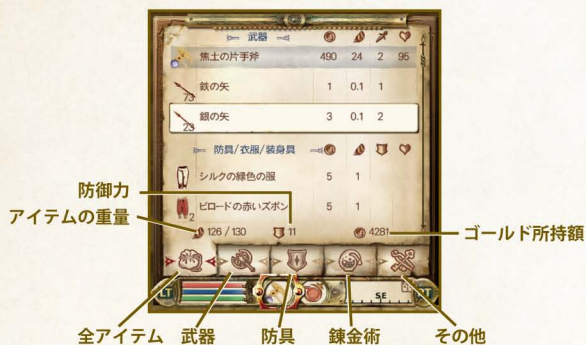 武器
焦土の片手斧 490 24 2 95
73 鉄の矢 1 0.1 1
23 銀の矢 3 0.1 2
防具/衣服/装身具
シルクの緑色の服 5 1
2 ビロードの赤いズボン 5 1
防御力
アイテムの重量
126 / 130 11 4281
ゴールド所持額
LT SE RT
全アイテム 武器 防具 錬金術 その他